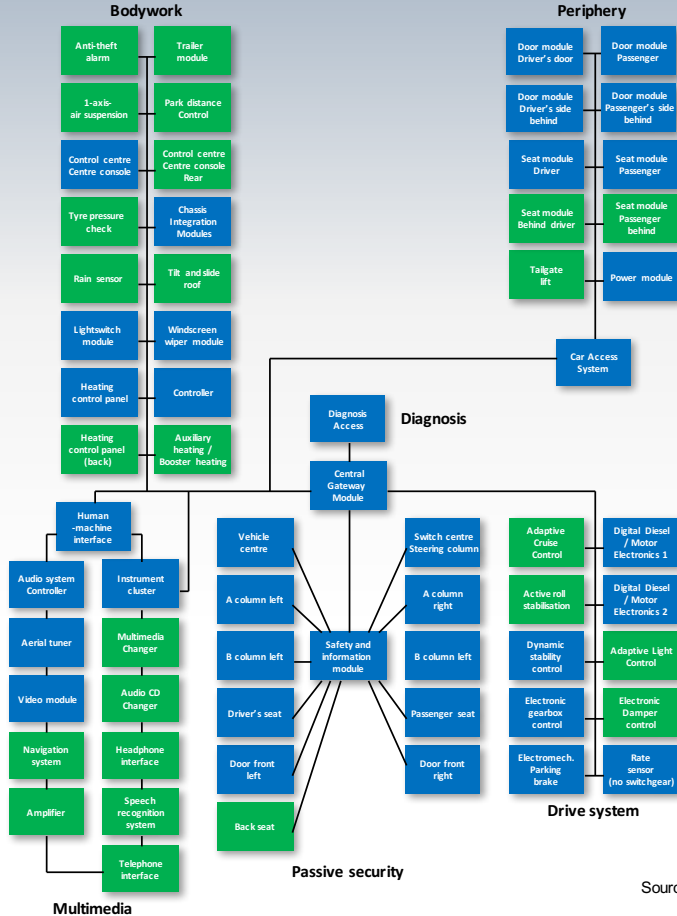 Bodywork
Periphery
Anti-theft
alarm
Trailer
module
1-axis-
air suspension
Park distance
Control
Control centre
Centre console
Control centre
Centre console
Rear
Tyre pressure
check
Chassis
Integration
Modules
Rain sensor
Tilt and slide
roof
Lightswitch
module
Windscreen
wiper module
Heating
control panel
Controller
Heating
control panel
(back)
Auxiliary
heating /
Booster heating
Door module
Driver's door
Door module
Passenger
Door module
Driver's side
behind
Door module
Passenger's side
behind
Seat module
Driver
Seat module
Passenger
Seat module
Behind driver
Seat module
Passenger
behind
Tailgate
lift
Power module
Car Access
System
Diagnosis
Access
Diagnosis
Central
Gateway
Module
Human
-machine
interface
Audio system
Controller
Instrument
cluster
Aerial tuner
Multimedia
Changer
Video module
Audio CD
Changer
Navigation
system
Headphone
interface
Amplifier
Speech
recognition
system
Telephone
interface
Multimedia
Vehicle
centre
Switch centre
Steering column
A column left
A column
right
B column left
Safety and
information
module
B column left
Driver's seat
Passenger seat
Door front
left
Door front
right
Back seat
Passive security
Adaptive
Cruise
Control
Digital Diesel
/ Motor
Electronics 1
Active roll
stabilisation
Digital Diesel
/ Motor
Electronics 2
Dynamic
stability
control
Adaptive Light
Control
Electronic
gearbox
control
Electronic
Damper
control
Electromech.
Parking
brake
Rate
sensor
(no switchgear)
Drive system
Sourc